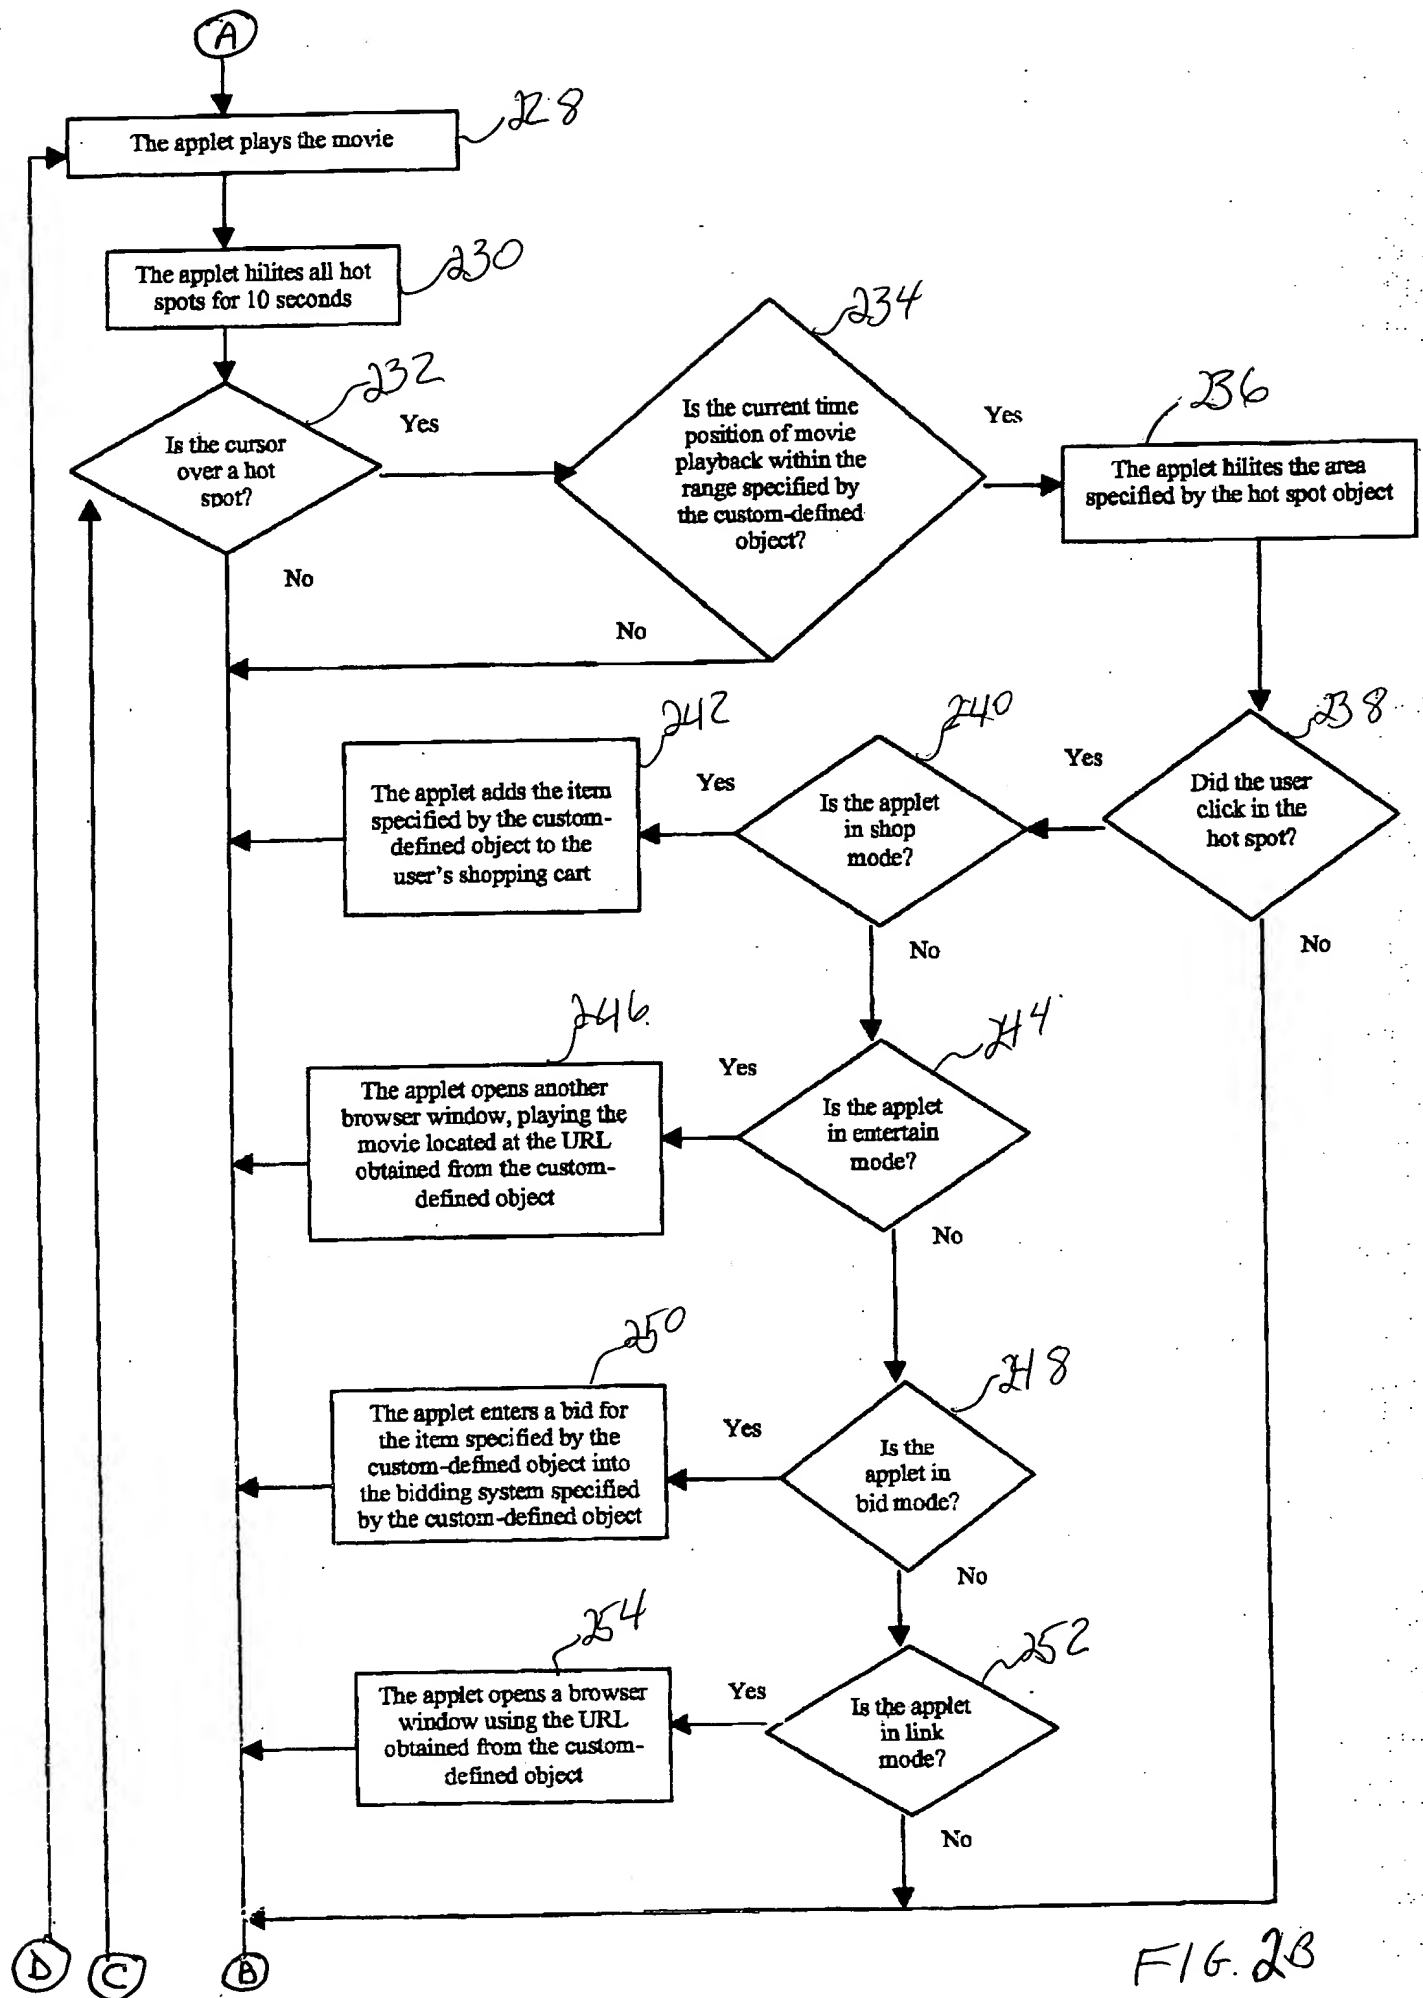 A
The applet plays the movie
228
The applet hilites all hot
spots for 10 seconds
230
Is the cursor
over a hot
spot?
232
Yes
No
Is the current time
position of movie
playback within the
range specified by
the custom-defined
object?
234
Yes
No
The applet hilites the area
specified by the hot spot object
236
Did the user
click in the
hot spot?
238
Yes
No
Is the applet
in shop
mode?
240
Yes
No
The applet adds the item
specified by the custom-
defined object to the
user's shopping cart
242
Is the applet
in entertain
mode?
244
Yes
No
The applet opens another
browser window, playing the
movie located at the URL
obtained from the custom-
defined object
246
Is the
applet in
bid mode?
248
Yes
No
The applet enters a bid for
the item specified by the
custom-defined object into
the bidding system specified
by the custom-defined object
250
Is the applet
in link
mode?
252
Yes
No
The applet opens a browser
window using the URL
obtained from the custom-
defined object
254
D
C
B
FIG. 2B